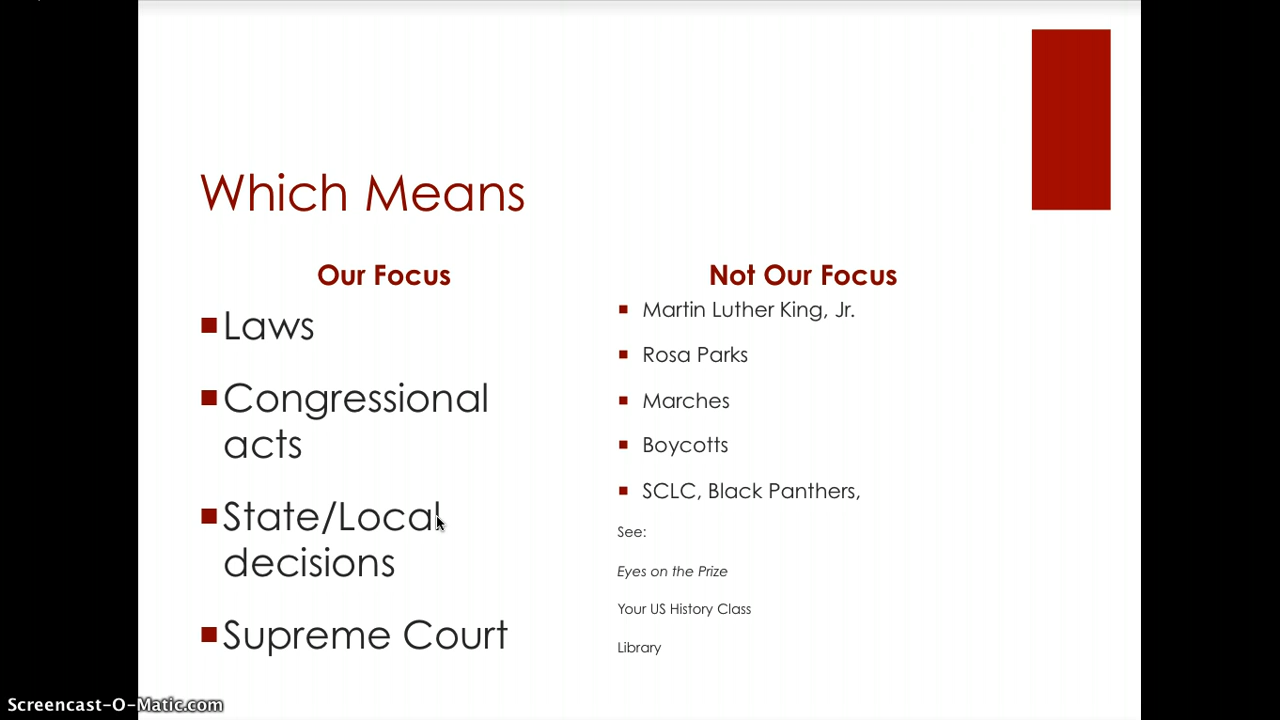 Which Means
Our Focus
Laws
Congressional
acts
State/Local
decisions
Supreme Court
Not Our Focus
Martin Luther King, Jr.
Rosa Parks
Marches
Boycotts
SCLC, Black Panthers,
See:
Eyes on the Prize
Your US History Class
Library
Screencast-O-Matic.com